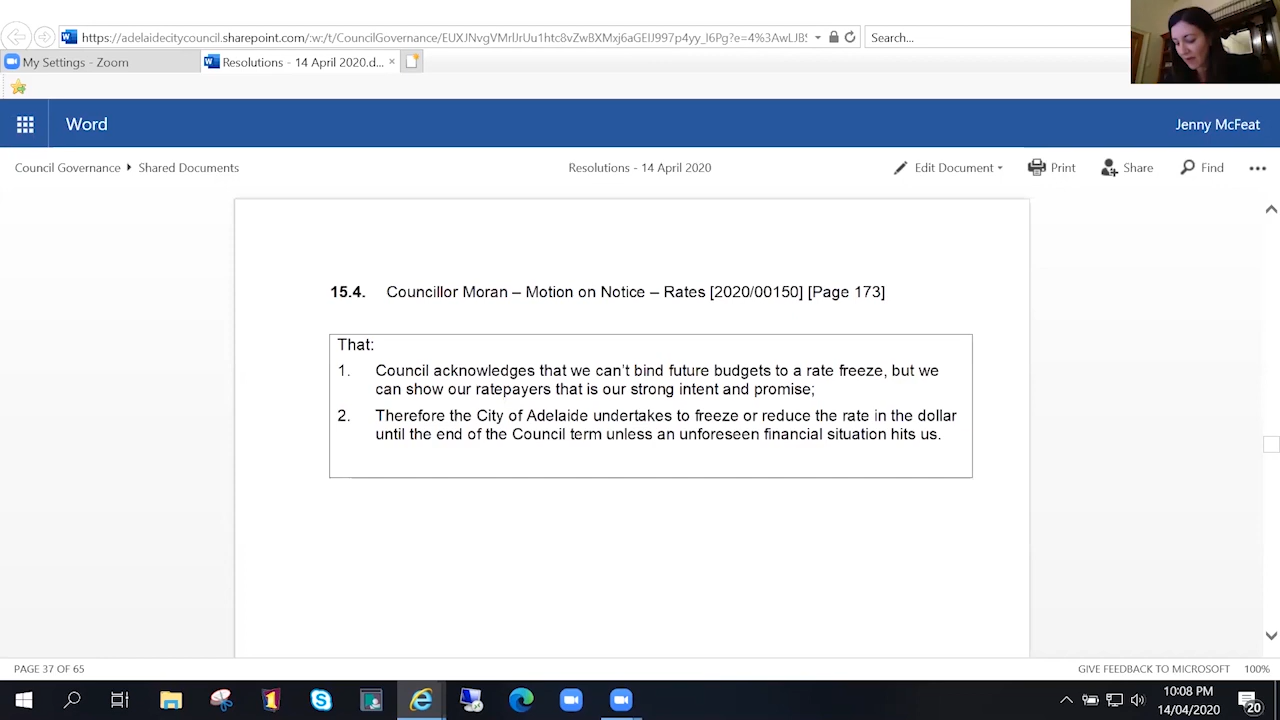 https://adelaidecitycouncil.sharepoint.com/:w:/t/CouncilGovernance/
Search...
My Settings - Zoom
Resolutions - 14 April 2020.d...
Word
Jenny McFeat
Council Governance Shared Documents
Resolutions - 14 April 2020
Edit Document
Print
Share
Find
15.4. Councillor Moran – Motion on Notice – Rates [2020/00150] [Page 173]
That:
1. Council acknowledges that we can't bind future budgets to a rate freeze, but we
can show our ratepayers that is our strong intent and promise;
2. Therefore the City of Adelaide undertakes to freeze or reduce the rate in the dollar
until the end of the Council term unless an unforeseen financial situation hits us.
PAGE 37 OF 65
GIVE FEEDBACK TO MICROSOFT 100%
10:08 PM
14/04/2020
20